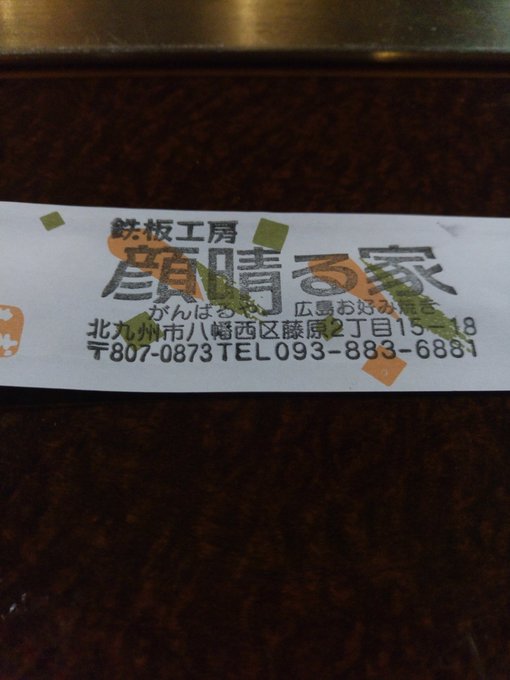 鉄板工房
顔晴る家
がんばるや 広島お好み焼き
北九州市八幡西区藤原2丁目15-18
〒807-0873 TEL093-883-6881